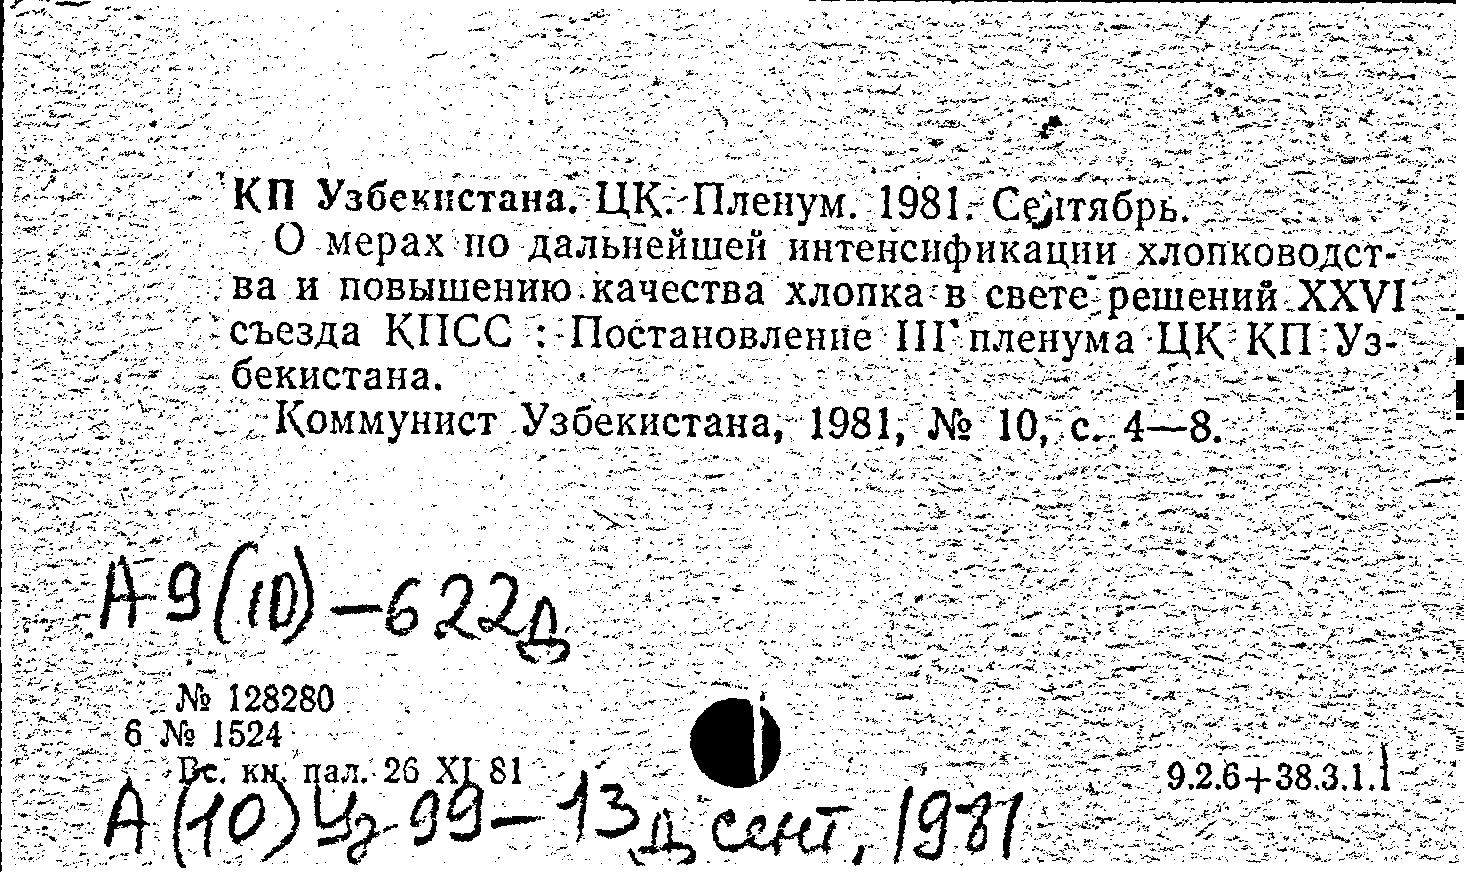 КП Узбекистана. ЦК. Пленум. 1981. Сентябрь.
О мерах по дальнейшей интенсификации хлопководст-
ва и повышению качества хлопка в свете решений XXVI
съезда КПСС : Постановление III пленума ЦК КП Уз-
бекистана.
Коммунист Узбекистана, 1981, № 10, с. 4—8.
А9(10)-622д
№ 128280
6 № 1524
Вс. кн. пал. 26 XI 81
9.2.6+38.3.1.1
А(10)Уз99-13д сент, 1981